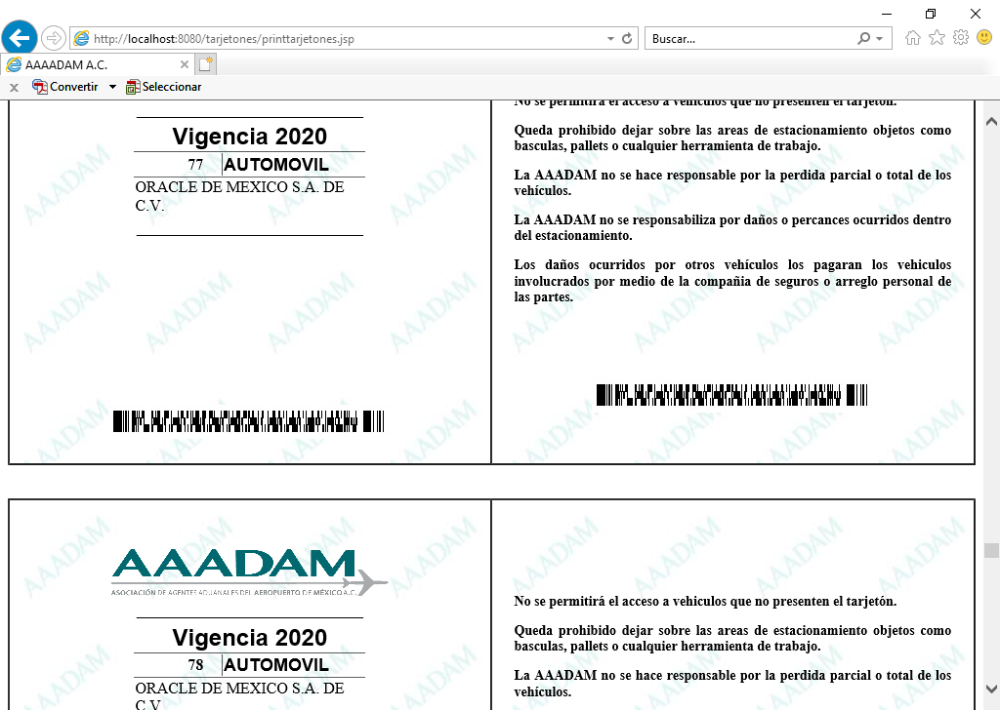 http://localhost:8080/tarjetones/printtarjetones.jsp
Buscar...
AAAADAM A.C.
Convertir
Seleccionar
Vigencia 2020
77 AUTOMOVIL
ORACLE DE MEXICO S.A. DE
C.V.
No se permitirá el acceso a vehiculos que no presenten el tarjetón.
Queda prohibido dejar sobre las areas de estacionamiento objetos como
basculas, pallets o cualquier herramienta de trabajo.
La AAADAM no se hace responsable por la perdida parcial o total de los
vehículos.
La AAADAM no se responsabiliza por daños o percances ocurridos dentro
del estacionamiento.
Los daños ocurridos por otros vehículos los pagaran los vehiculos
involucrados por medio de la compañia de seguros o arreglo personal de
las partes.
AAADAM
ASOCIACIÓN DE AGENTES ADUANALES DEL AEROPUERTO DE MÉXICO A.C.
Vigencia 2020
78 AUTOMOVIL
ORACLE DE MEXICO S.A. DE
C.V.
No se permitirá el acceso a vehiculos que no presenten el tarjetón.
Queda prohibido dejar sobre las areas de estacionamiento objetos como
basculas, pallets o cualquier herramienta de trabajo.
La AAADAM no se hace responsable por la perdida parcial o total de los
vehículos.